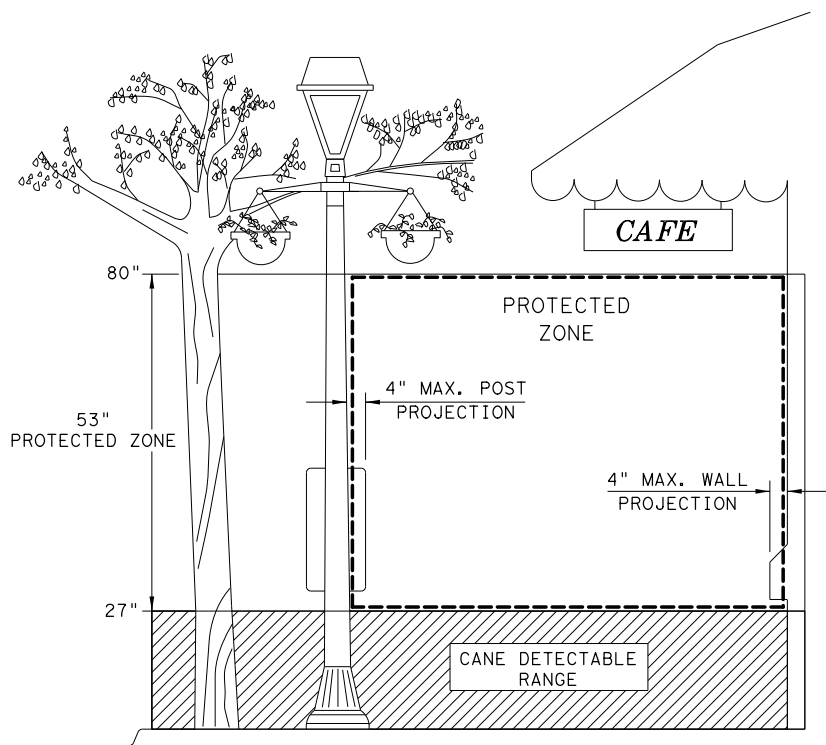 CAFE
80"
PROTECTED
ZONE
4" MAX. POST
PROJECTION
53"
PROTECTED ZONE
4" MAX. WALL
PROJECTION
27"
CANE DETECTABLE
RANGE